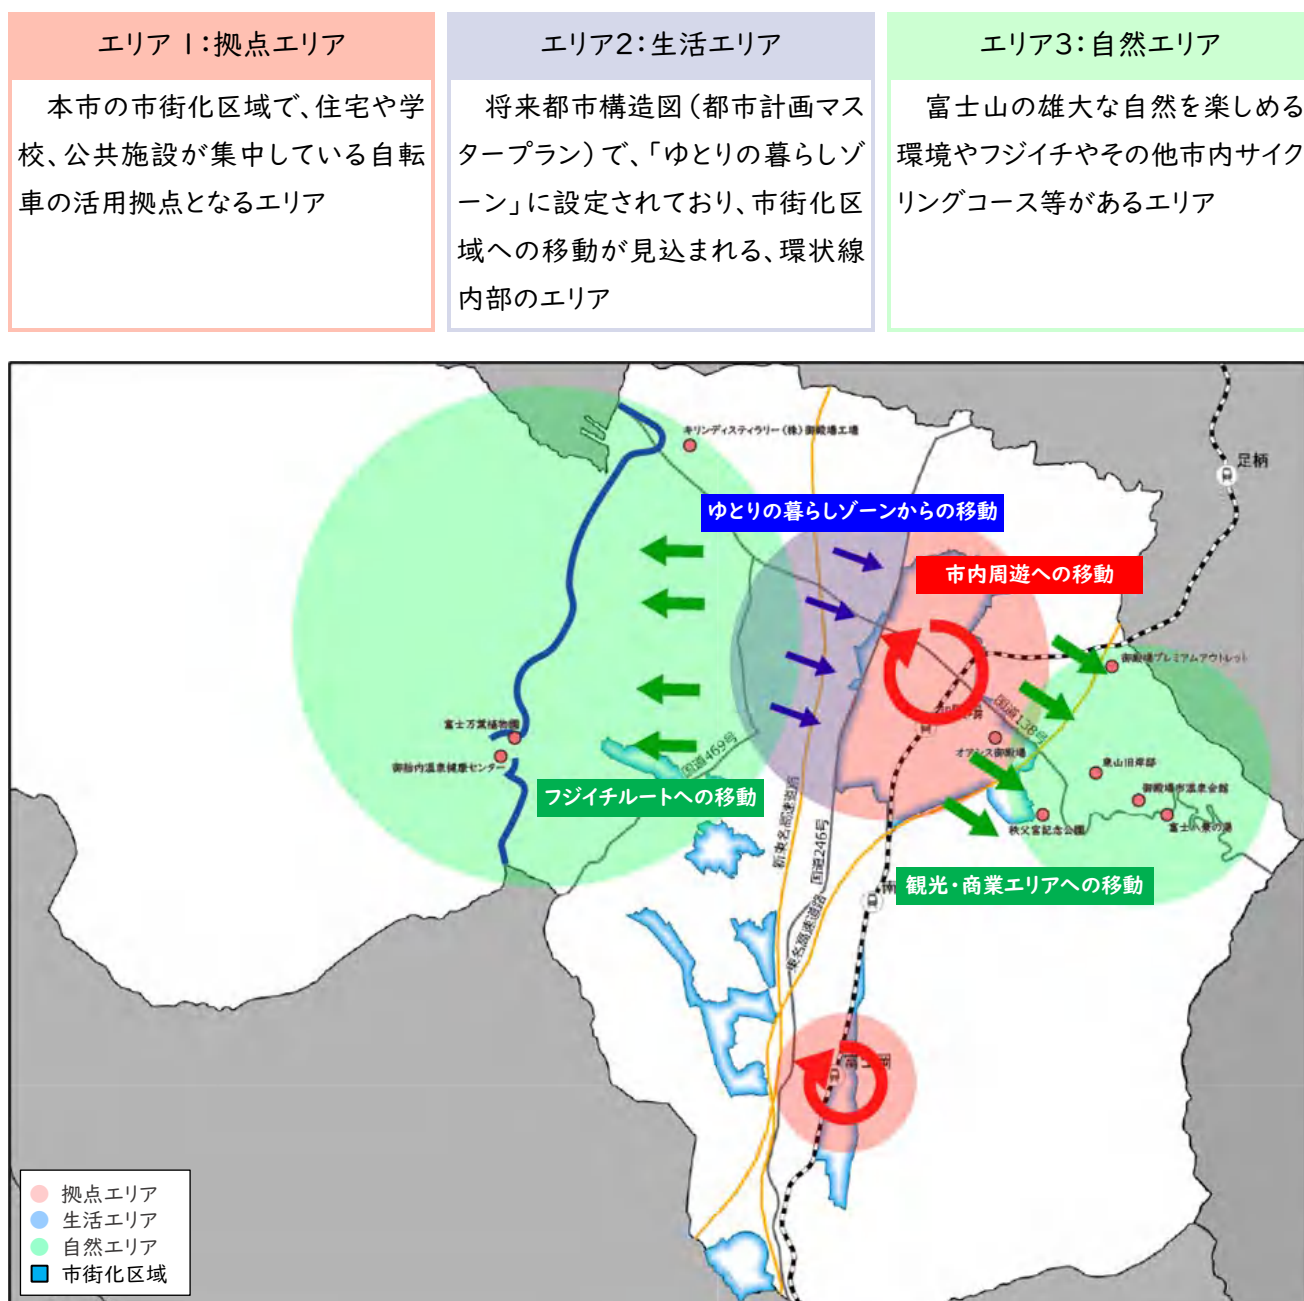 エリア1:拠点エリア
本市の市街化区域で、住宅や学
校、公共施設が集中している自転
車の活用拠点となるエリア
エリア2:生活エリア
将来都市構造図(都市計画マス
タープラン)で、「ゆとりの暮らしゾ
ーン」に設定されており、市街化区
域への移動が見込まれる、環状線
内部のエリア
エリア3:自然エリア
富士山の雄大な自然を楽しめる
環境やフジイチやその他市内サイク
リングコース等があるエリア
キリンディスティラリー(株)御殿場工場
足柄
ゆとりの暮らしゾーンからの移動
市内周遊への移動
御殿場プレミアムアウトレット
国道138号
富士万葉植物園
オアシス御殿場
御胎内温泉健康センター
国道469号
東山旧岸邸
フジイチルートへの移動
御殿場市温泉会館
秩父宮記念公園
富士八景の湯
新東名高速道路
国道246号
観光・商業エリアへの移動
南
東名高速道路
富士岡
拠点エリア
生活エリア
自然エリア
市街化区域